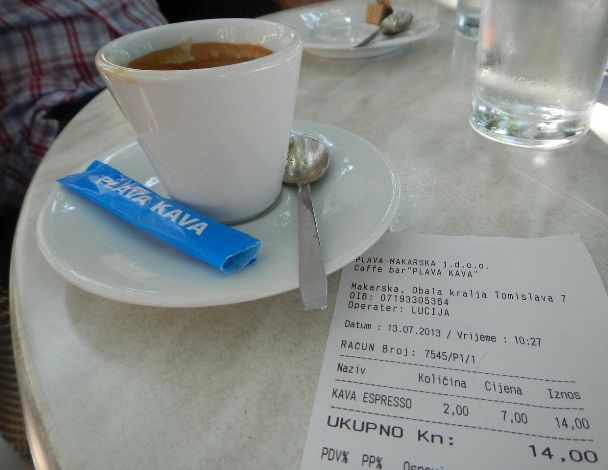 PLAVA KAVA
PLAVA-MAKARSKA j.d.o.o.
Caffe bar"PLAVA KAVA"
Makarska, Obala kralja Tomislava 7
OIB: 07193305364
Operater: LUCIJA
Datum : 13.07.2013 / Vrijeme : 10:27
RAČUN Broj: 7545/P1/1
Naziv Količina Cijena Iznos
KAVA ESPRESSO 2,00 7,00 14,00
UKUPNO Kn: 14,00
PDV% PP% Osnovi